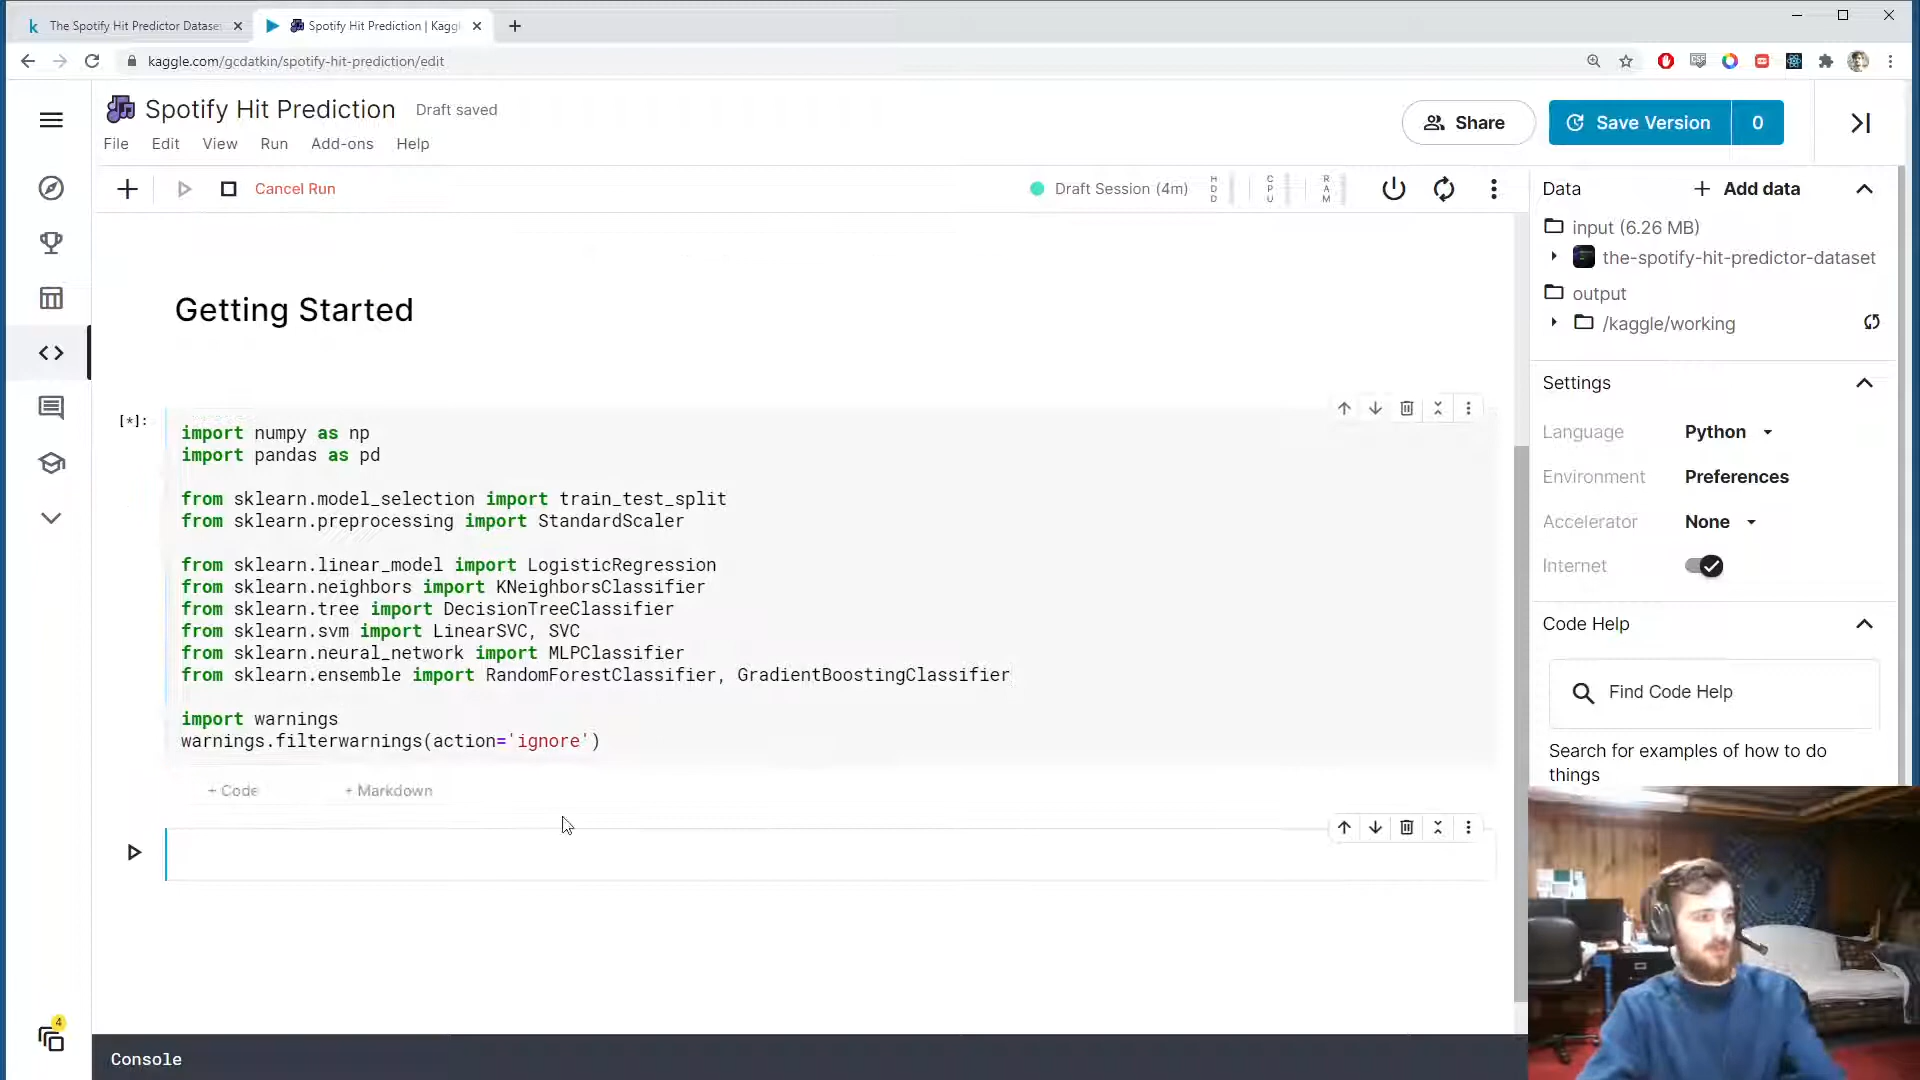 The Spotify Hit Predictor Datase
Spotify Hit Prediction | Kaggl
kaggle.com/gcdatkin/spotify-hit-prediction/edit
Spotify Hit Prediction
Draft saved
Share
Save Version
0
File
Edit
View
Run
Add-ons
Help
Cancel Run
Draft Session (4m)
HDD
CPU
RAM
Data
Add data
input (6.26 MB)
the-spotify-hit-predictor-dataset
output
/kaggle/working
Settings
Language
Python
Environment
Preferences
Accelerator
None
Internet
Code Help
Find Code Help
Search for examples of how to do
things
Getting Started
[*]:
import numpy as np
import pandas as pd
from sklearn.model_selection import train_test_split
from sklearn.preprocessing import StandardScaler
from sklearn.linear_model import LogisticRegression
from sklearn.neighbors import KNeighborsClassifier
from sklearn.tree import DecisionTreeClassifier
from sklearn.svm import LinearSVC, SVC
from sklearn.neural_network import MLPClassifier
from sklearn.ensemble import RandomForestClassifier, GradientBoostingClassifier
import warnings
warnings.filterwarnings(action='ignore')
+ Code
+ Markdown
4
Console